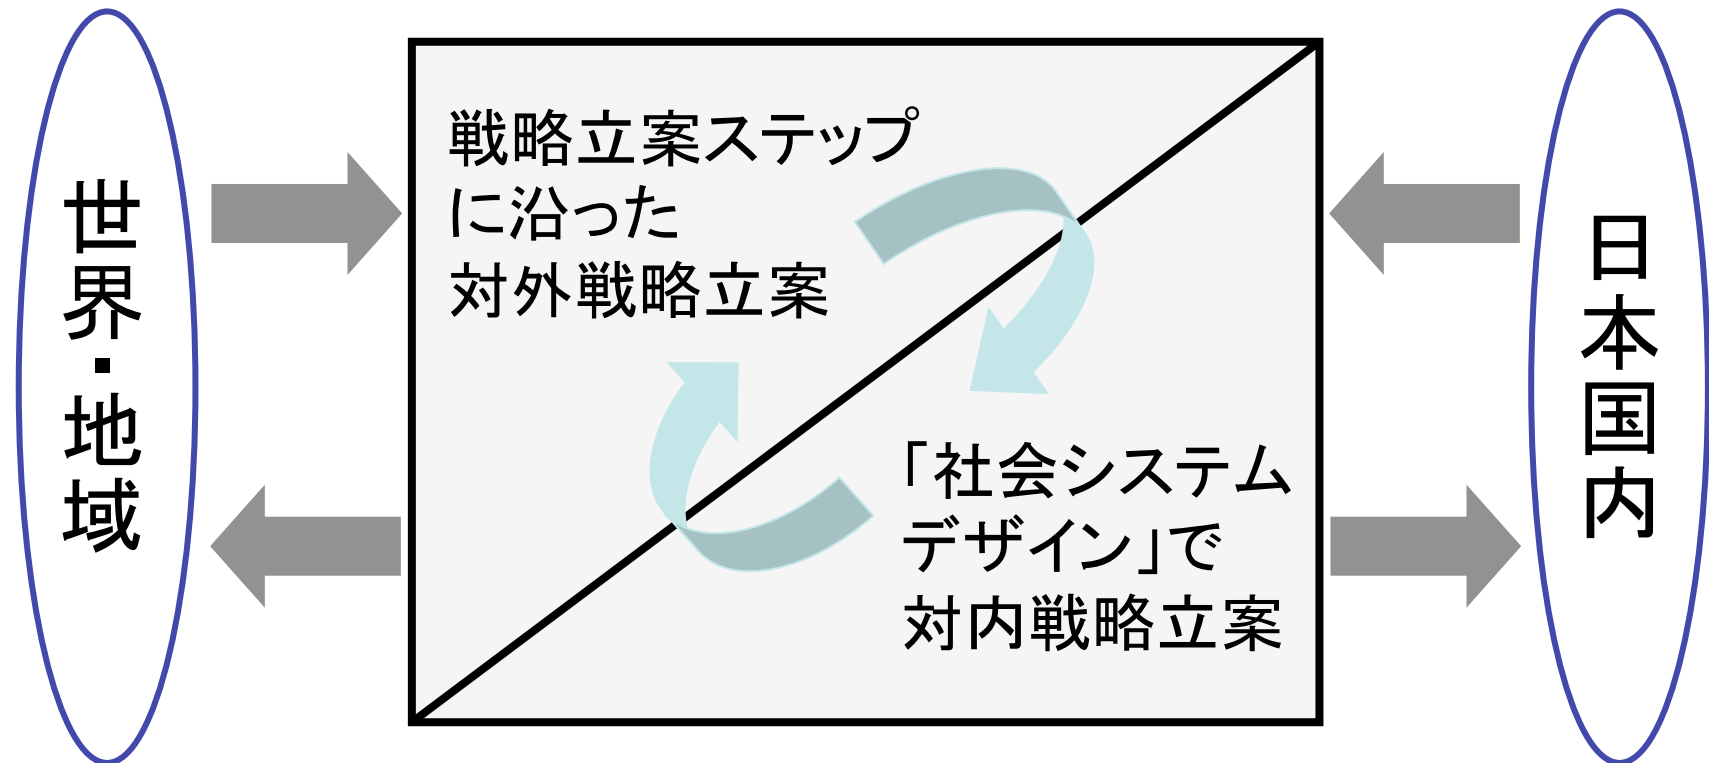 世界・地域
戦略立案ステップ
に沿った
対外戦略立案
「社会システム
デザイン」で
対内戦略立案
日本国内